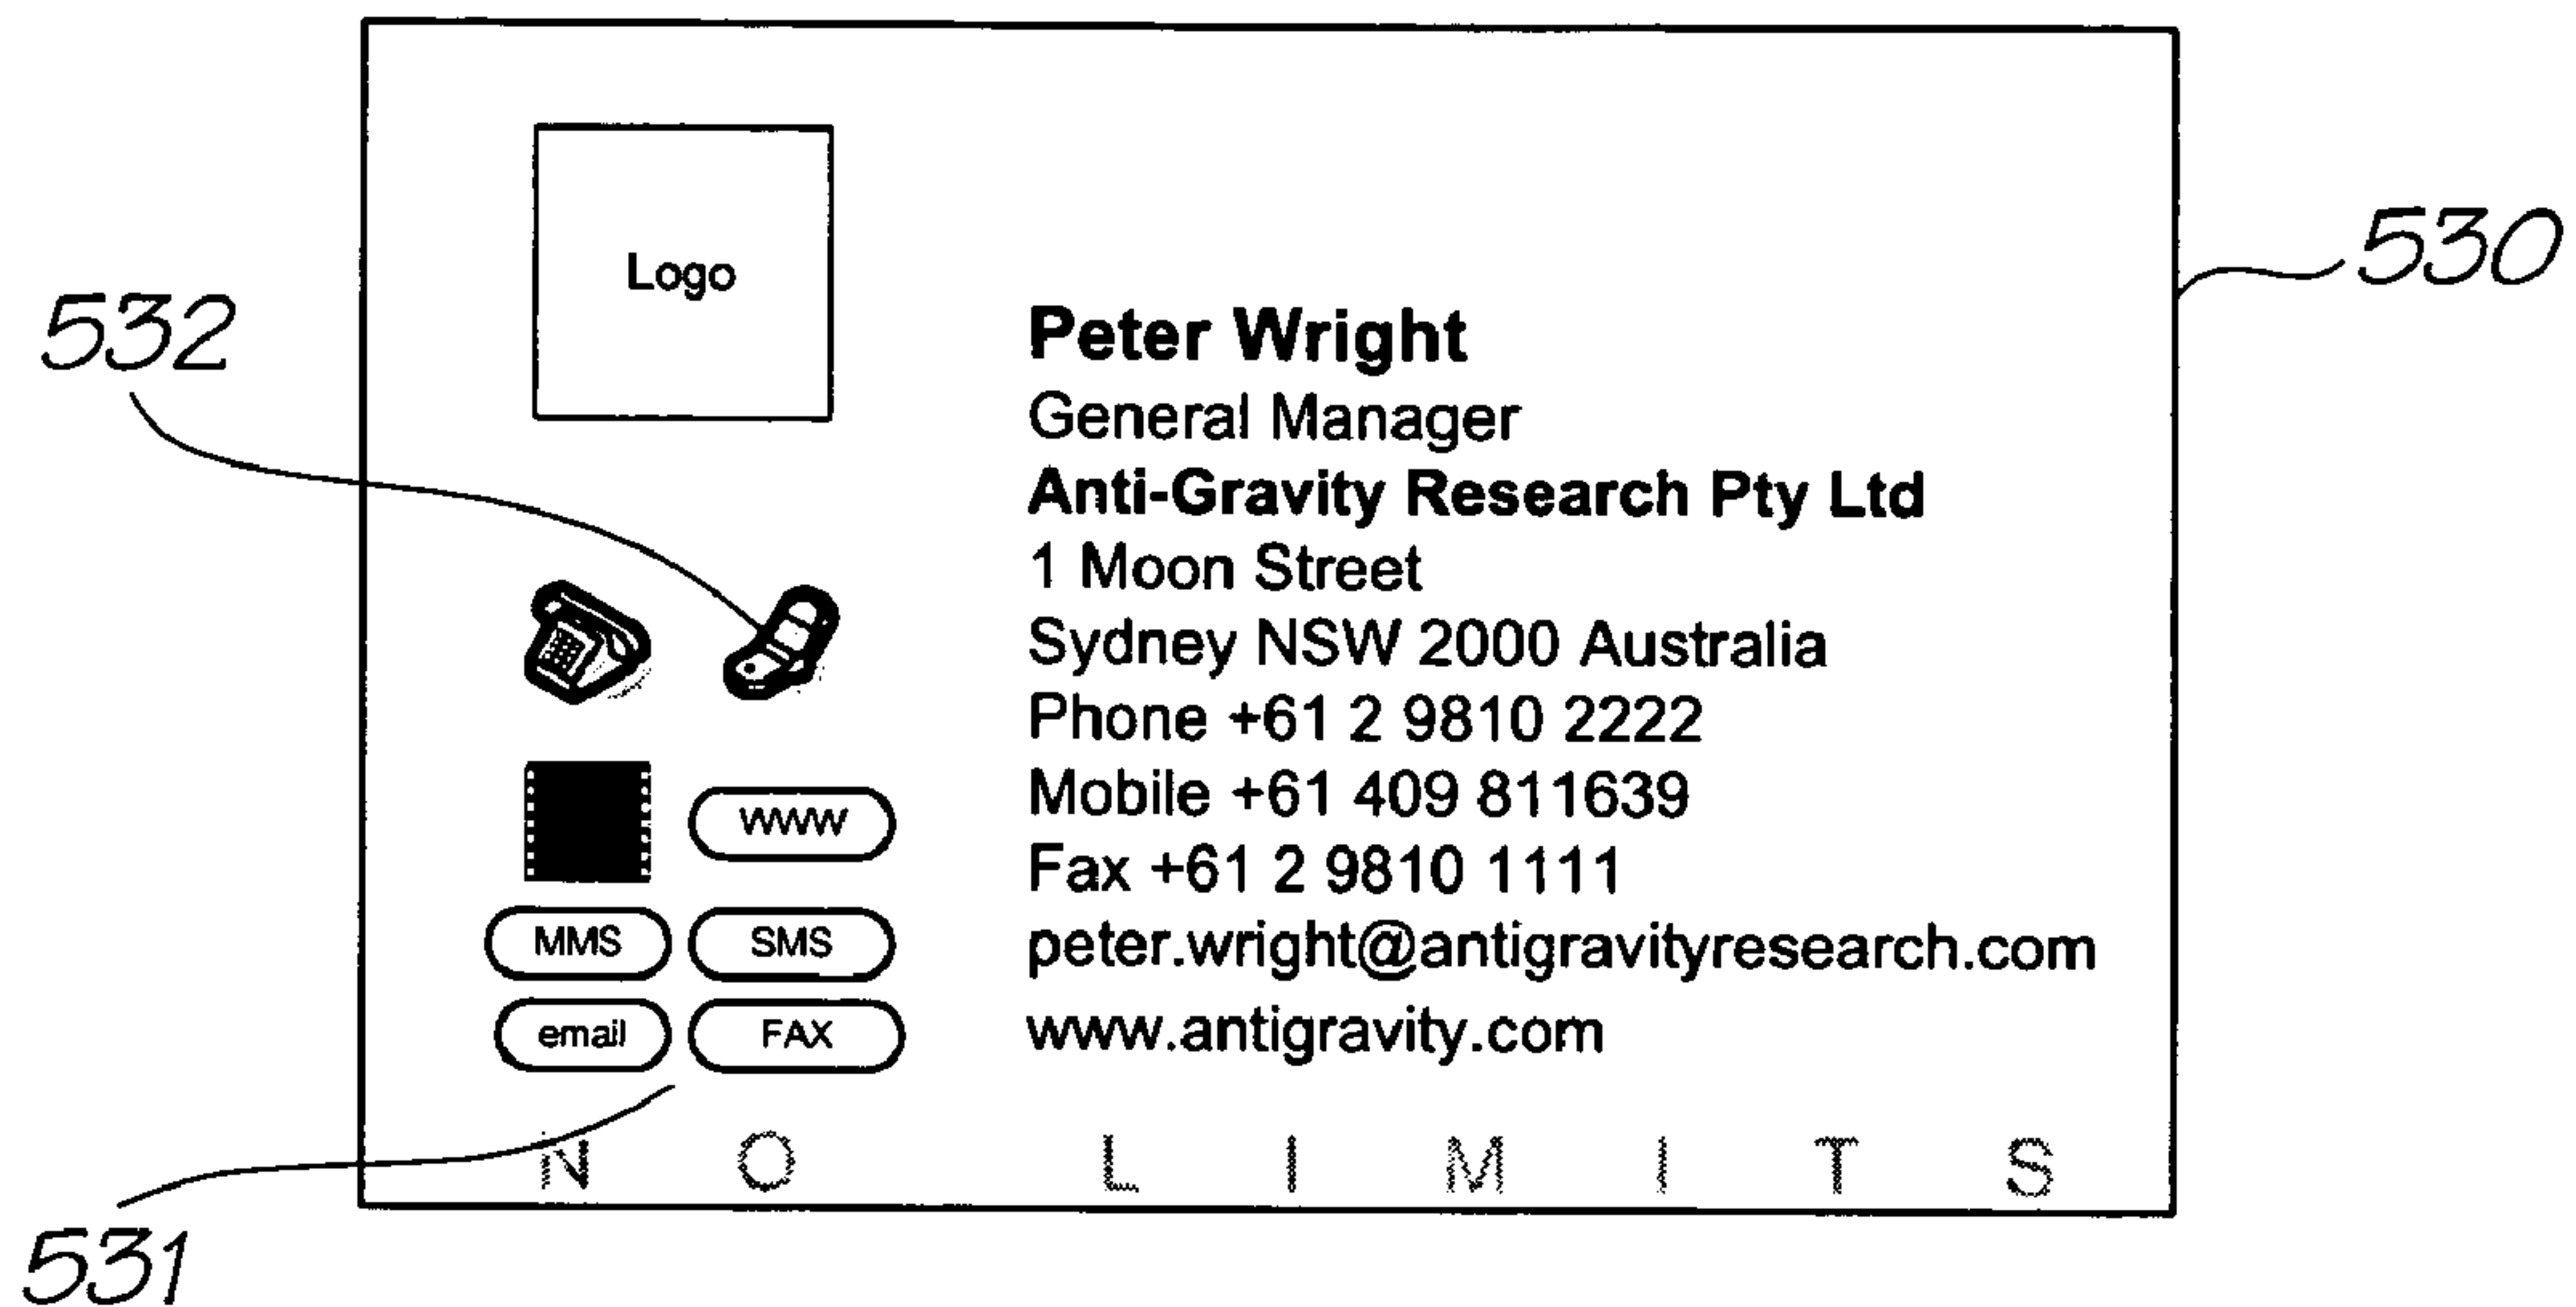 530
Logo
532
Peter Wright
General Manager
Anti-Gravity Research Pty Ltd
1 Moon Street
Sydney NSW 2000 Australia
Phone +61 2 9810 2222
Mobile +61 409 811639
Fax +61 2 9810 1111
peter.wright@antigravityresearch.com
www.antigravity.com
WWW
MMS SMS
email FAX
NO LIMITS
531